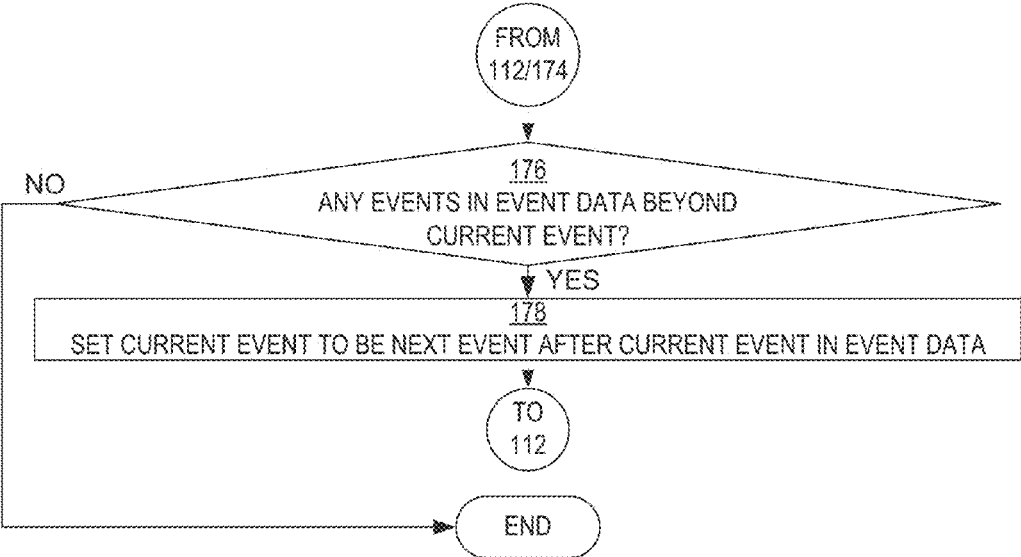 FROM
112/174
176
NO
ANY EVENTS IN EVENT DATA BEYOND
CURRENT EVENT?
YES
178
SET CURRENT EVENT TO BE NEXT EVENT AFTER CURRENT EVENT IN EVENT DATA
TO
112
END